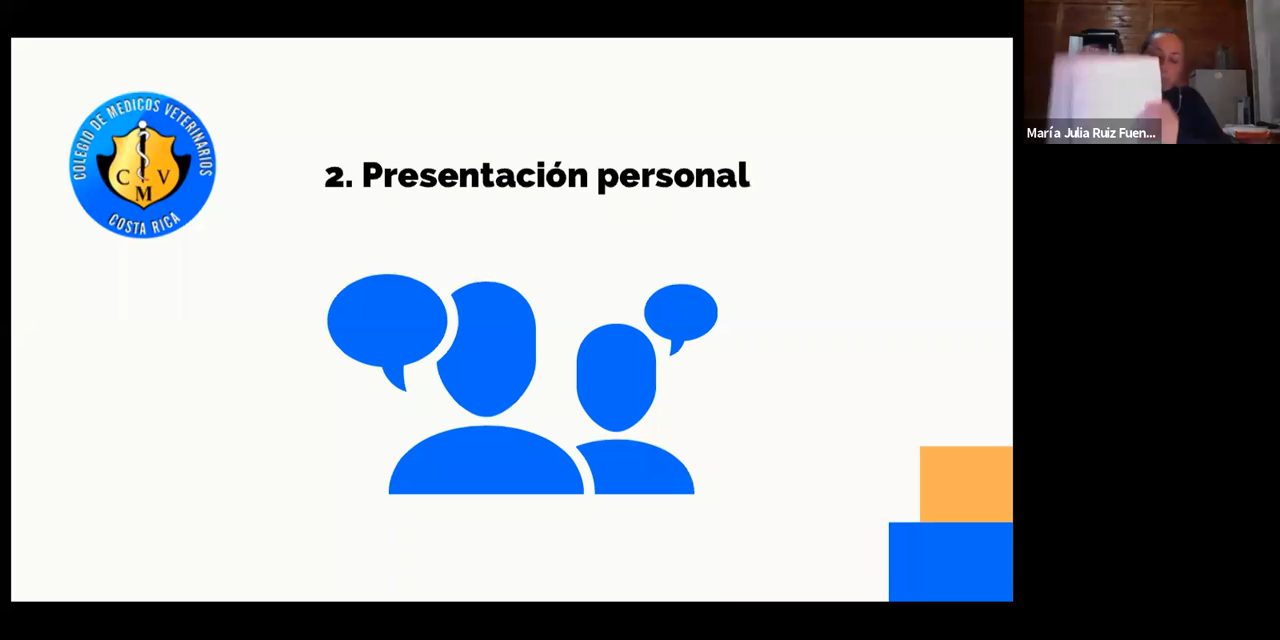 COLEGIO DE MEDICOS VETERINARIOS
C V
M
COSTA RICA
2. Presentación personal
María Julia Ruiz Fuen...